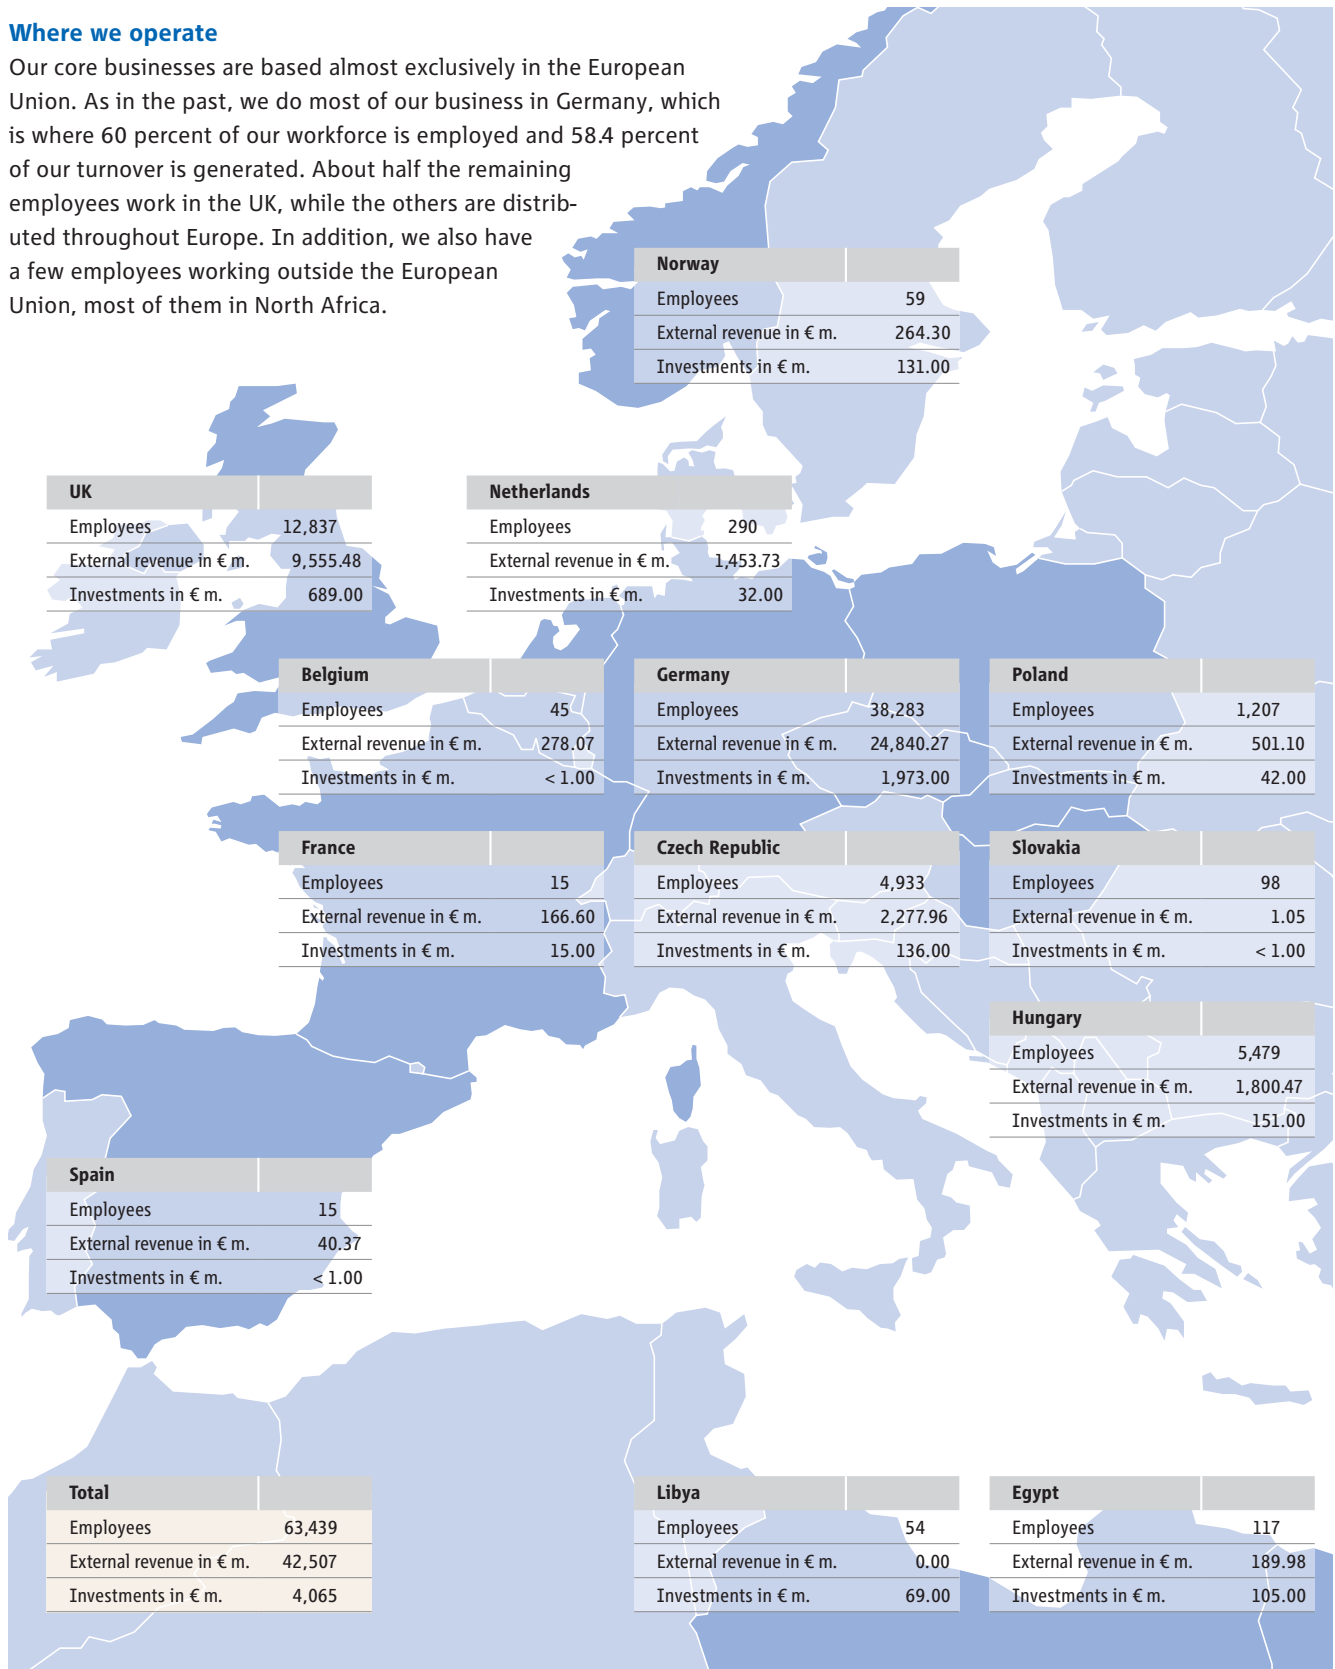 Where we operate
Our core businesses are based almost exclusively in the European
Union. As in the past, we do most of our business in Germany, which
is where 60 percent of our workforce is employed and 58.4 percent
of our turnover is generated. About half the remaining
employees work in the UK, while the others are distrib-
uted throughout Europe. In addition, we also have
a few employees working outside the European
Union, most of them in North Africa.
Norway
Employees 59
External revenue in € m. 264.30
Investments in € m. 131.00
UK
Employees 12,837
External revenue in € m. 9,555.48
Investments in € m. 689.00
Netherlands
Employees 290
External revenue in € m. 1,453.73
Investments in € m. 32.00
Belgium
Employees 45
External revenue in € m. 278.07
Investments in € m. < 1.00
Germany
Employees 38,283
External revenue in € m. 24,840.27
Investments in € m. 1,973.00
Poland
Employees 1,207
External revenue in € m. 501.10
Investments in € m. 42.00
France
Employees 15
External revenue in € m. 166.60
Investments in € m. 15.00
Czech Republic
Employees 4,933
External revenue in € m. 2,277.96
Investments in € m. 136.00
Slovakia
Employees 98
External revenue in € m. 1.05
Investments in € m. < 1.00
Hungary
Employees 5,479
External revenue in € m. 1,800.47
Investments in € m. 151.00
Spain
Employees 15
External revenue in € m. 40.37
Investments in € m. < 1.00
Total
Employees 63,439
External revenue in € m. 42,507
Investments in € m. 4,065
Libya
Employees 54
External revenue in € m. 0.00
Investments in € m. 69.00
Egypt
Employees 117
External revenue in € m. 189.98
Investments in € m. 105.00